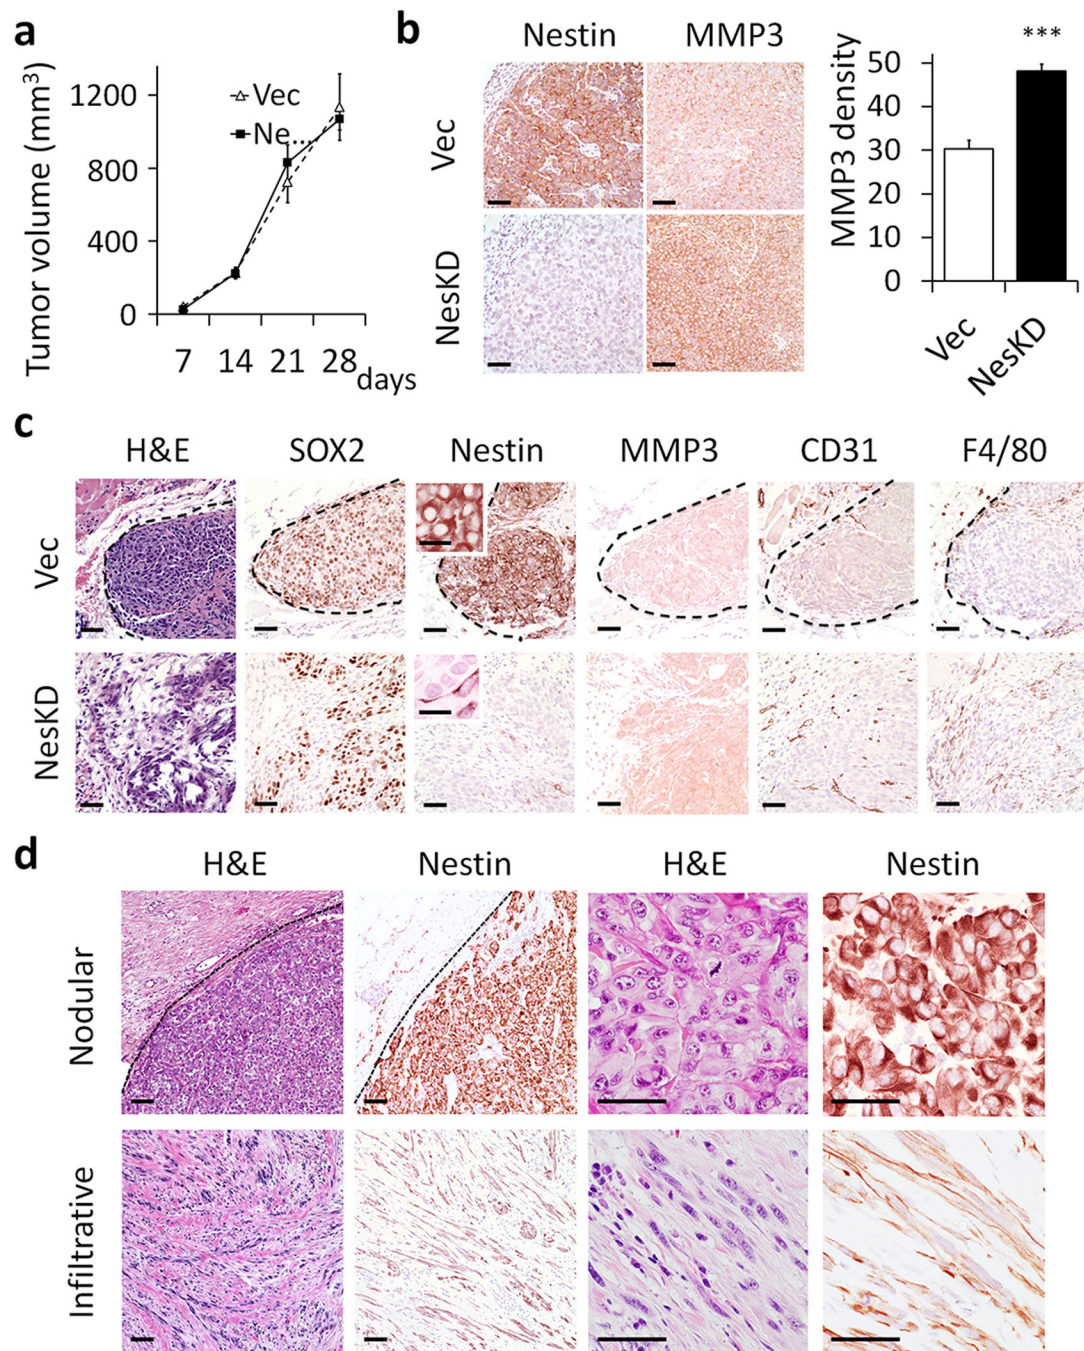 a
Tumor volume (mm³)
1200
800
400
0
Vec
Ne...
7 14 21 28 days
b
Nestin MMP3
Vec
NesKD
***
MMP3 density
50
40
30
20
10
0
Vec NesKD
c
H&E SOX2 Nestin MMP3 CD31 F4/80
Vec
NesKD
d
H&E Nestin H&E Nestin
Nodular
Infiltrative